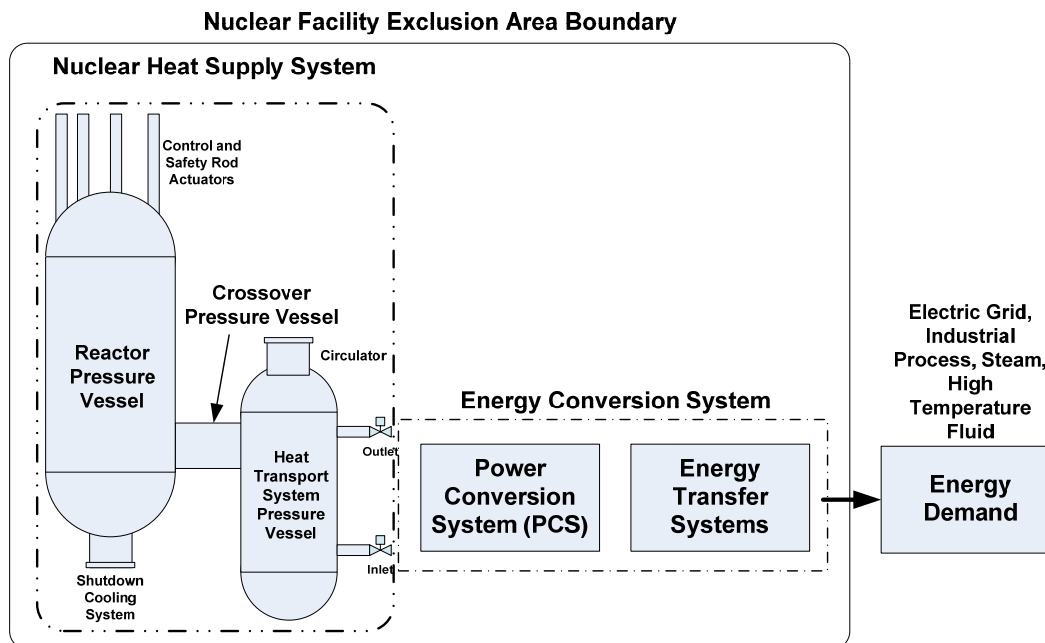 Nuclear Facility Exclusion Area Boundary
Nuclear Heat Supply System
Control and
Safety Rod
Actuators
Crossover
Pressure Vessel
Circulator
Reactor
Pressure
Vessel
Outlet
Heat
Transport
System
Pressure
Vessel
Inlet
Shutdown
Cooling
System
Energy Conversion System
Power
Conversion
System (PCS)
Energy
Transfer
Systems
Electric Grid,
Industrial
Process, Steam,
High
Temperature
Fluid
Energy
Demand